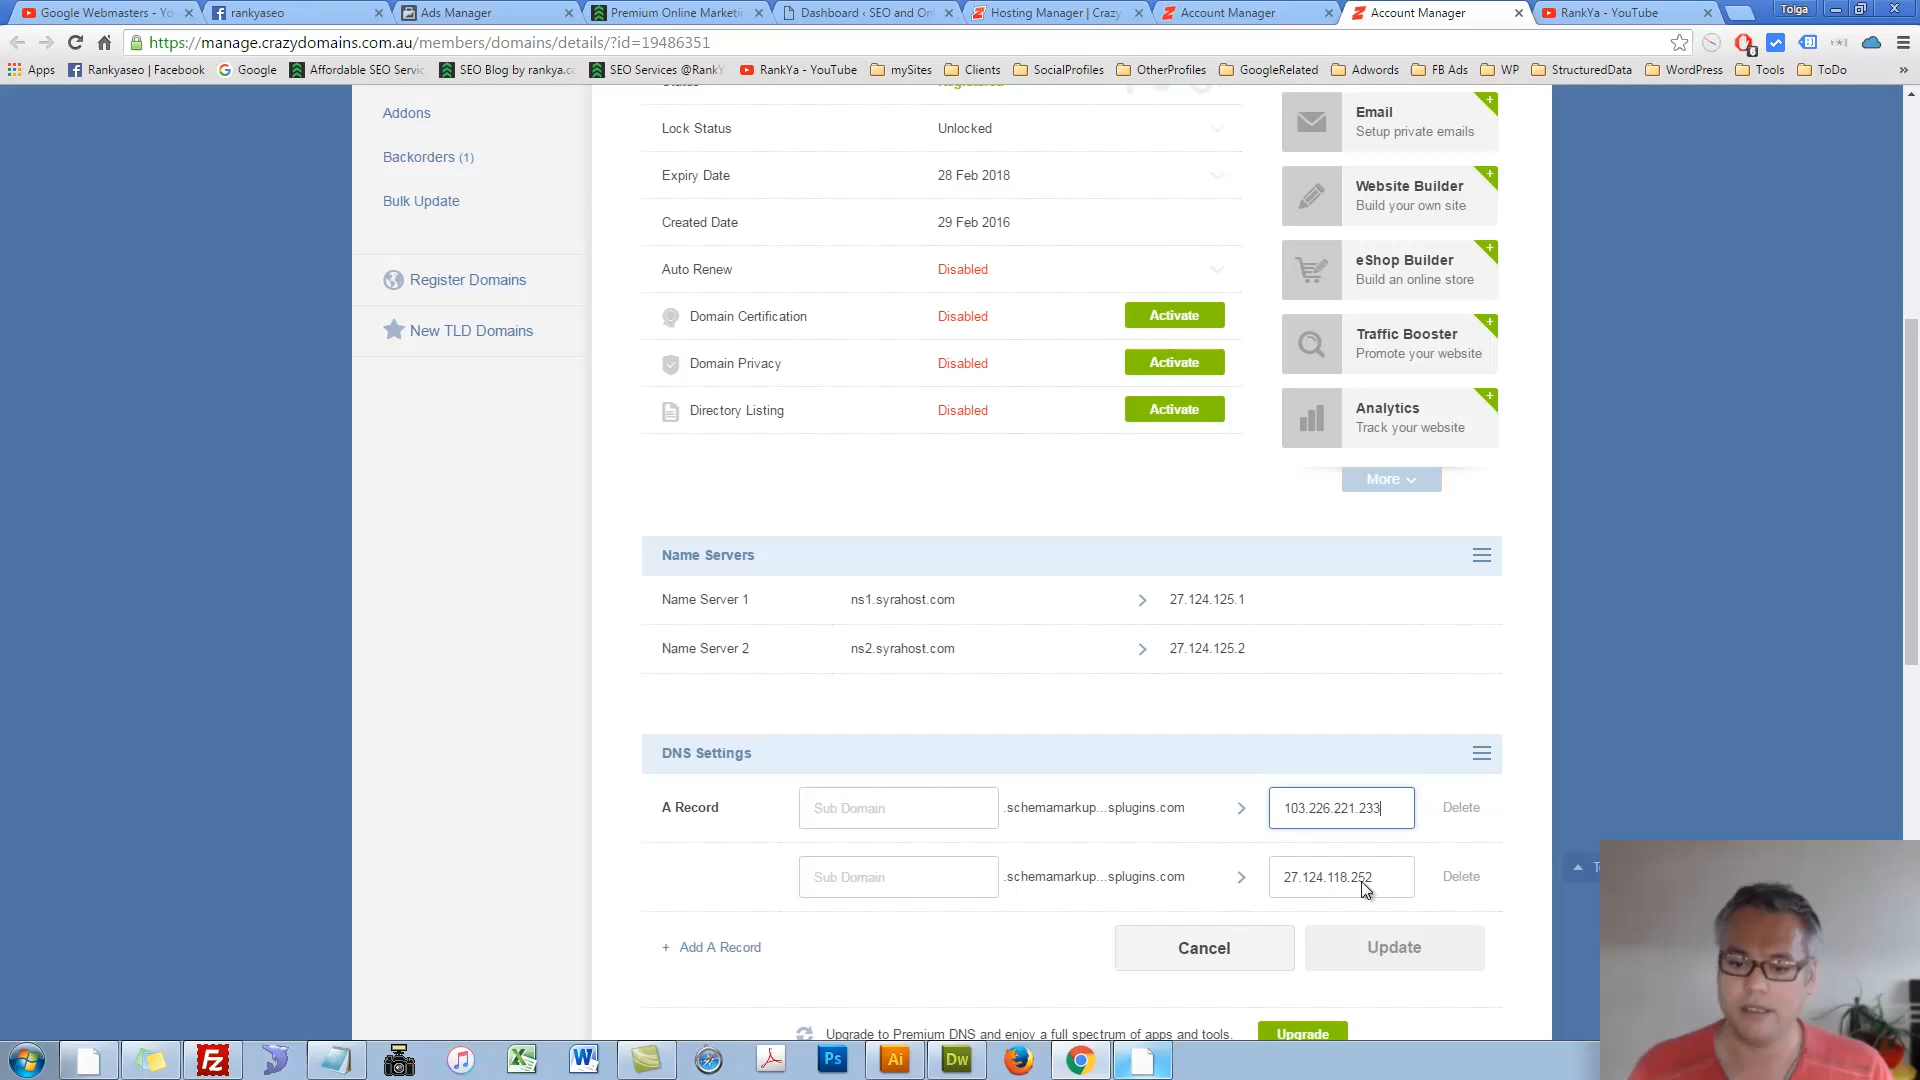 Google Webmasters - Yo
rankyaseo
Ads Manager
Premium Online Marketin
Dashboard ‹ SEO and On
Hosting Manager | Crazy
Account Manager
Account Manager
RankYa - YouTube
Tolga
https://manage.crazydomains.com.au/members/domains/details/?id=19486351
Apps
Rankyaseo | Facebook
Google
Affordable SEO Servic
SEO Blog by rankya.c
SEO Services @RankY
RankYa - YouTube
mySites
Clients
SocialProfiles
OtherProfiles
GoogleRelated
Adwords
FB Ads
WP
StructuredData
WordPress
Tools
ToDo
Addons
Backorders (1)
Bulk Update
Register Domains
New TLD Domains
Status Registered
Lock Status Unlocked
Expiry Date 28 Feb 2018
Created Date 29 Feb 2016
Auto Renew Disabled
Domain Certification Disabled Activate
Domain Privacy Disabled Activate
Directory Listing Disabled Activate
Email
Setup private emails
Website Builder
Build your own site
eShop Builder
Build an online store
Traffic Booster
Promote your website
Analytics
Track your website
More
Name Servers
Name Server 1 ns1.syrahost.com 27.124.125.1
Name Server 2 ns2.syrahost.com 27.124.125.2
DNS Settings
A Record Sub Domain .schemamarkup...splugins.com 103.226.221.233 Delete
Sub Domain .schemamarkup...splugins.com 27.124.118.252 Delete
+ Add A Record Cancel Update
Upgrade to Premium DNS and enjoy a full spectrum of apps and tools. Upgrade